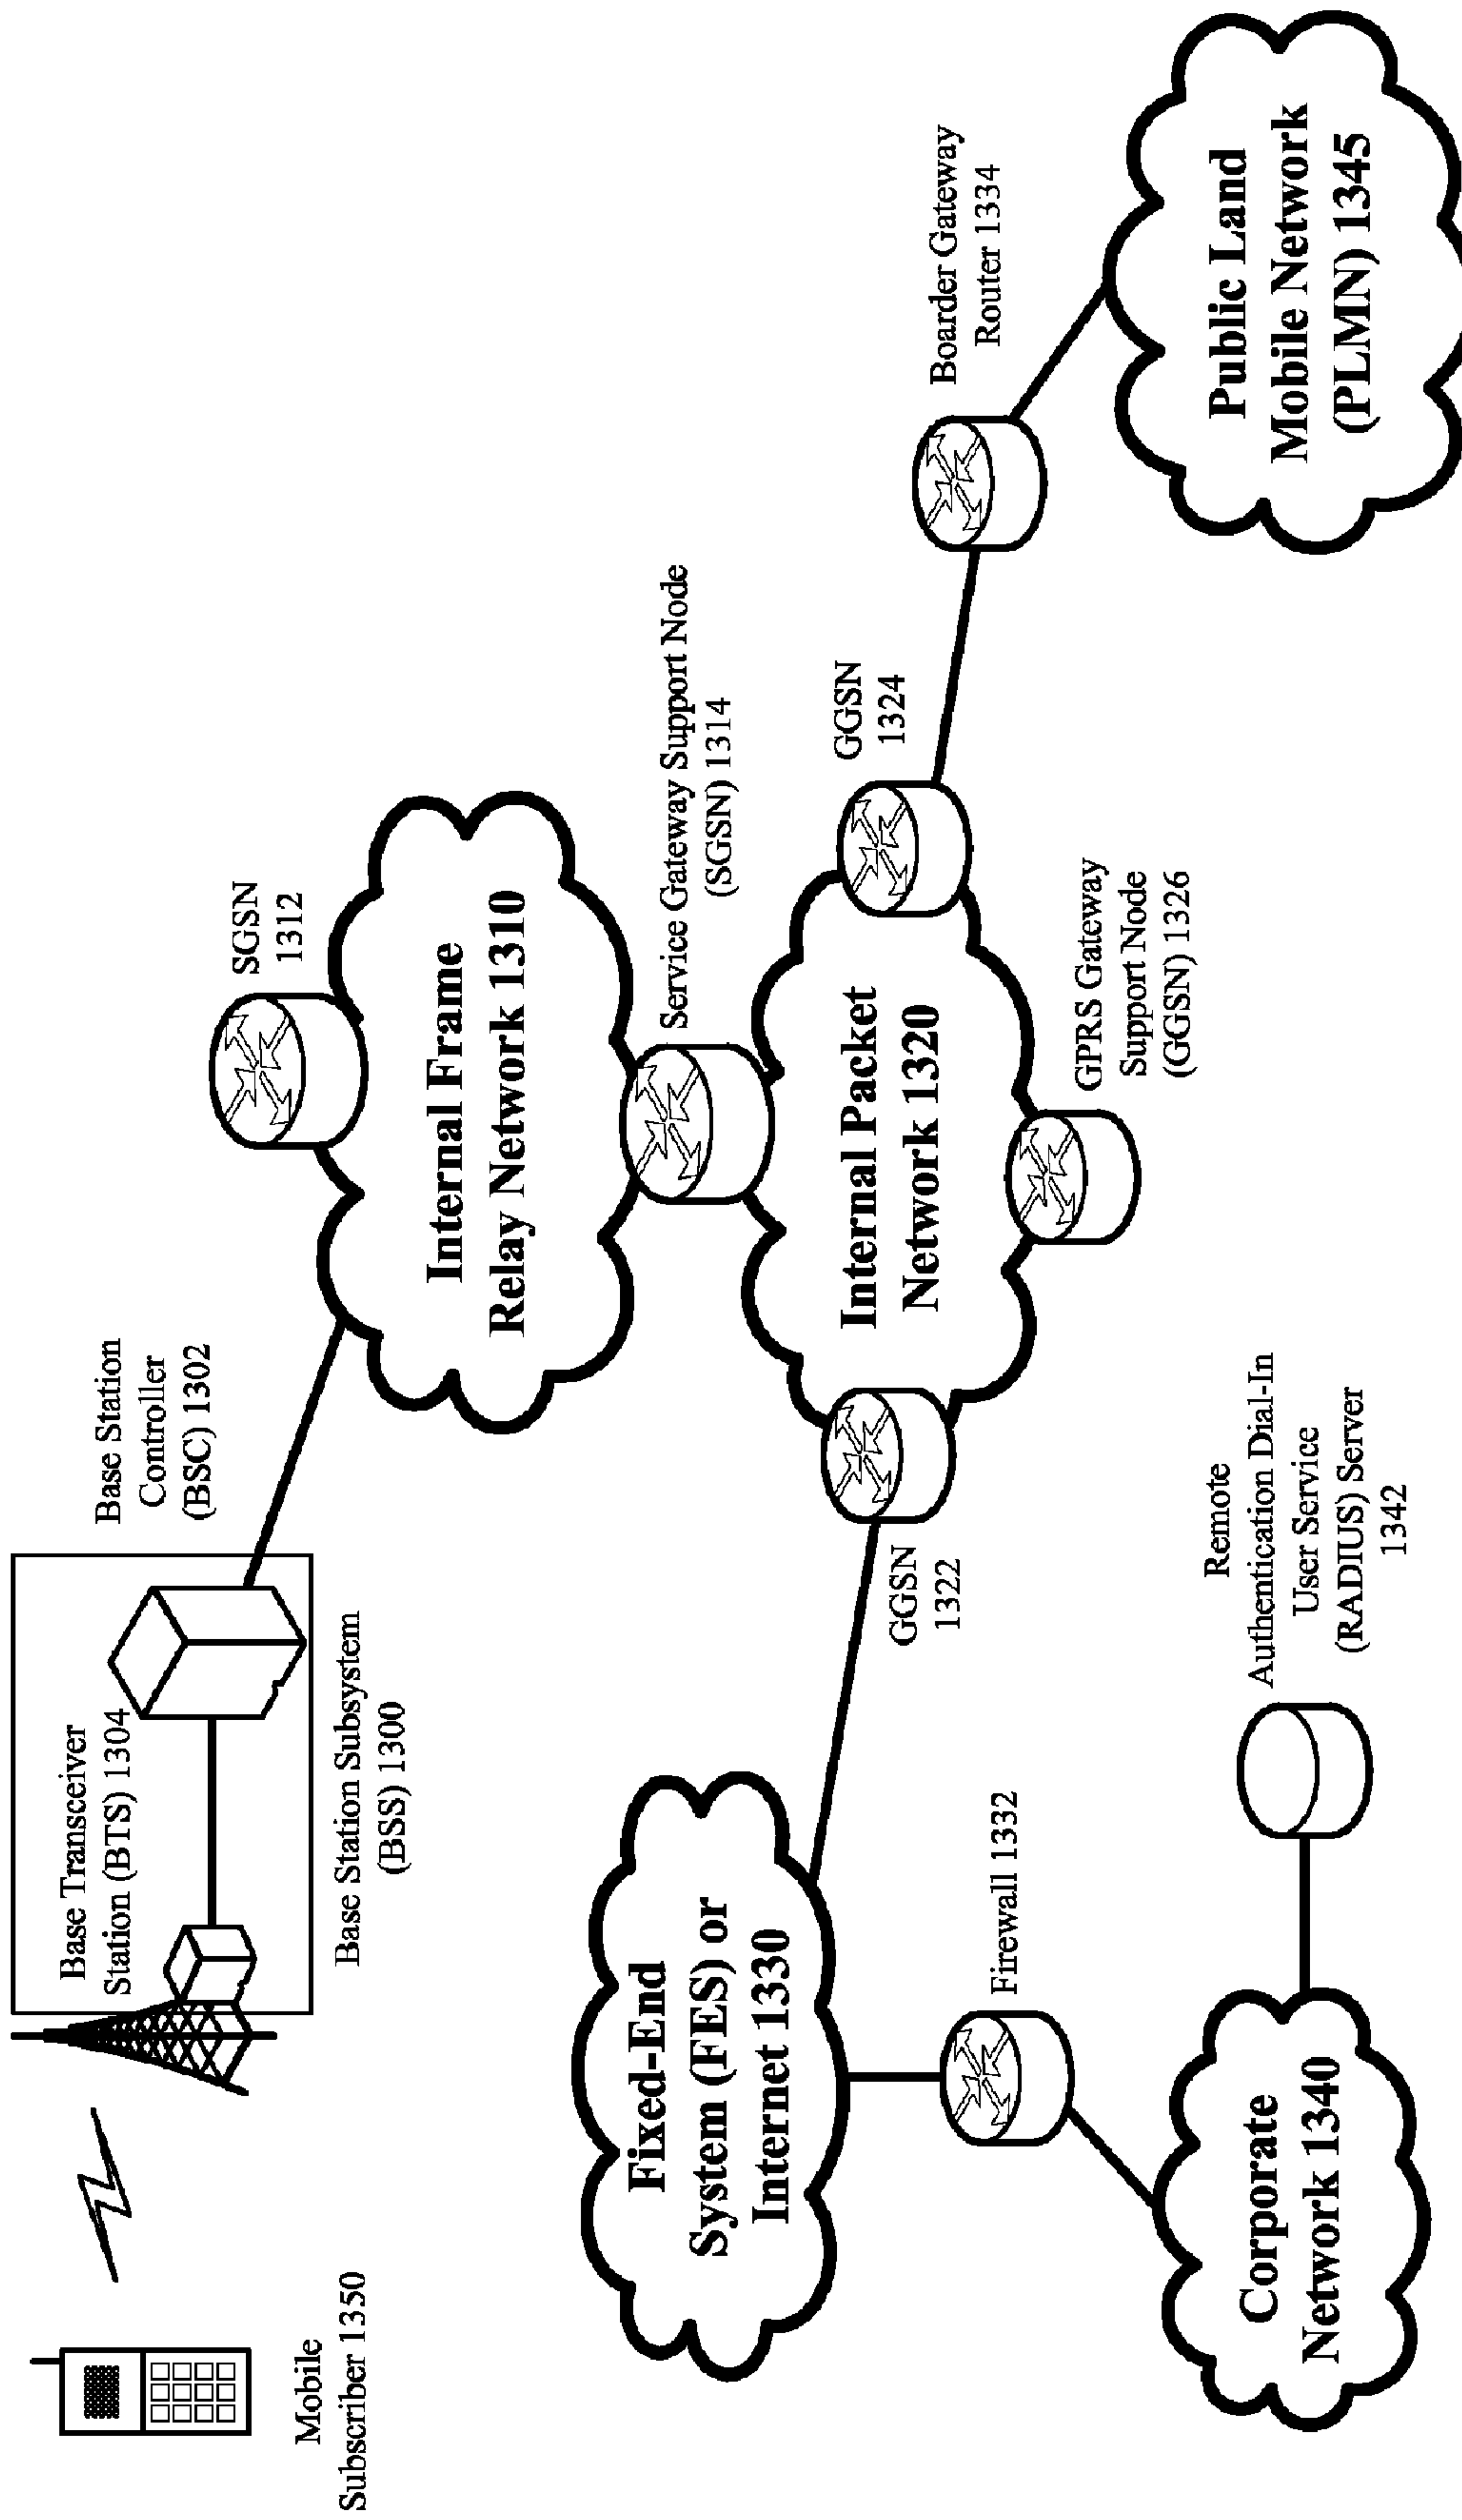 Mobile
Subscriber 1350
Base Transceiver
Station (BTS) 1304
Base Station Subsystem
(BSS) 1300
Base Station
Controller
(BSC) 1302
SGSN
1312
Internal Frame
Relay Network 1310
Service Gateway Support Node
(SGSN) 1314
Fixed-End
System (FES) or
Internet 1330
GGSN
1322
Internal Packet
Network 1320
GGSN
1324
Boarder Gateway
Router 1334
Firewall 1332
GPRS Gateway
Support Node
(GGSN) 1326
Corporate
Network 1340
Remote
Authentication Dial-In
User Service
(RADIUS) Server
1342
Public Land
Mobile Network
(PLMN) 1345